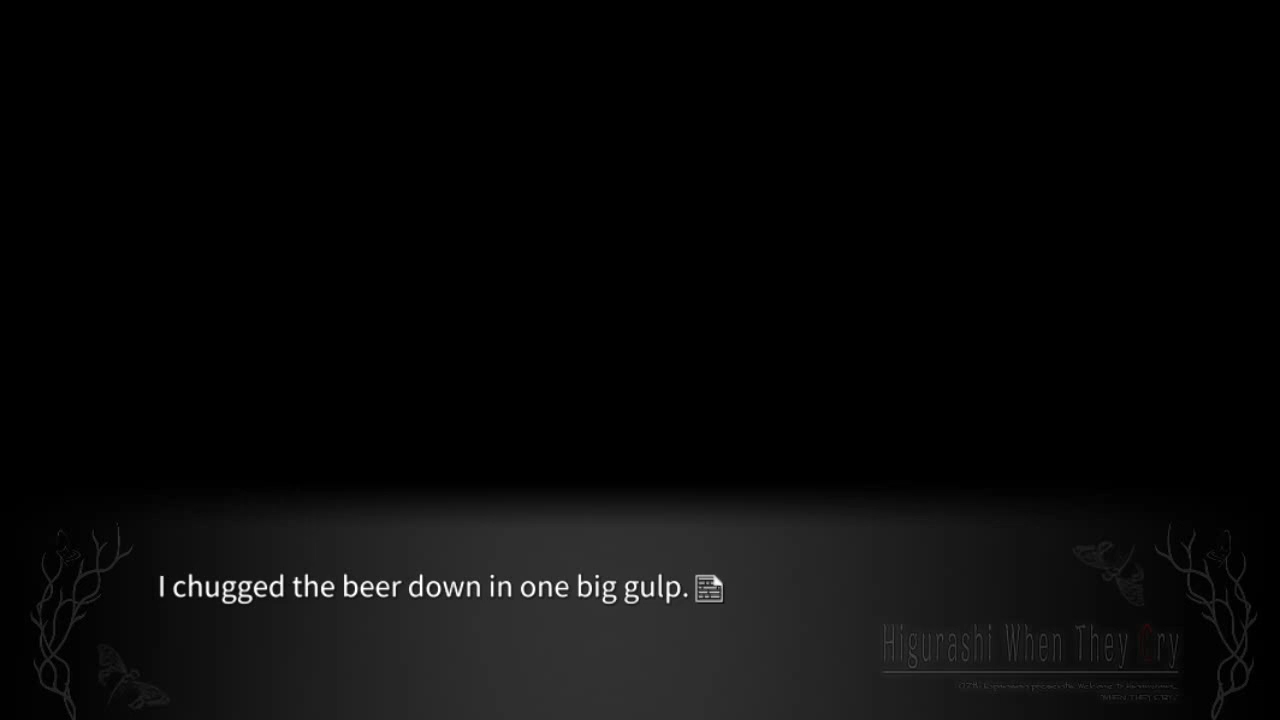 I chugged the beer down in one big gulp.
Higurashi When They Cry